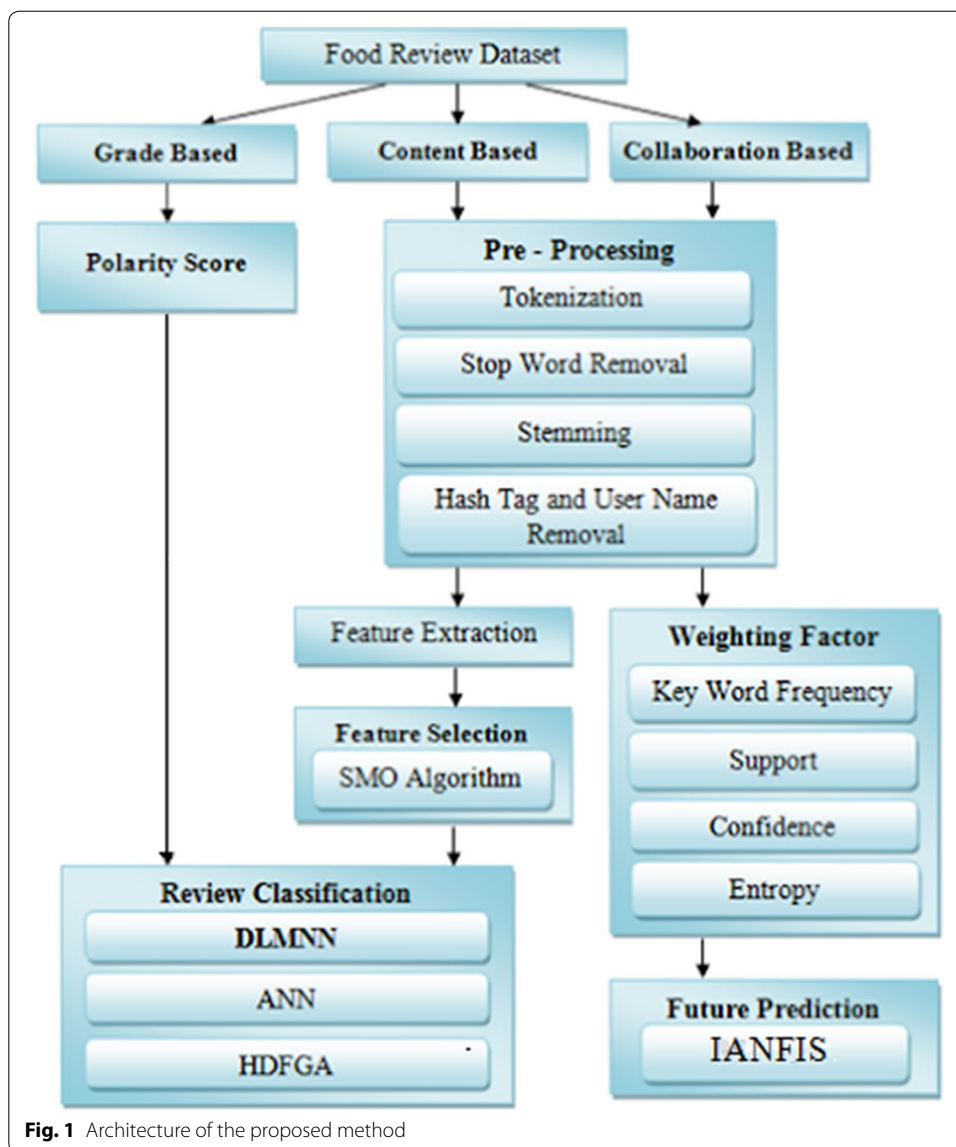 Food Review Dataset
Grade Based
Content Based
Collaboration Based
Polarity Score
Pre - Processing
Tokenization
Stop Word Removal
Stemming
Hash Tag and User Name
Removal
Feature Extraction
Feature Selection
SMO Algorithm
Weighting Factor
Key Word Frequency
Support
Confidence
Entropy
Review Classification
DLMNN
ANN
HDFGA
Future Prediction
IANFIS
Fig. 1 Architecture of the proposed method